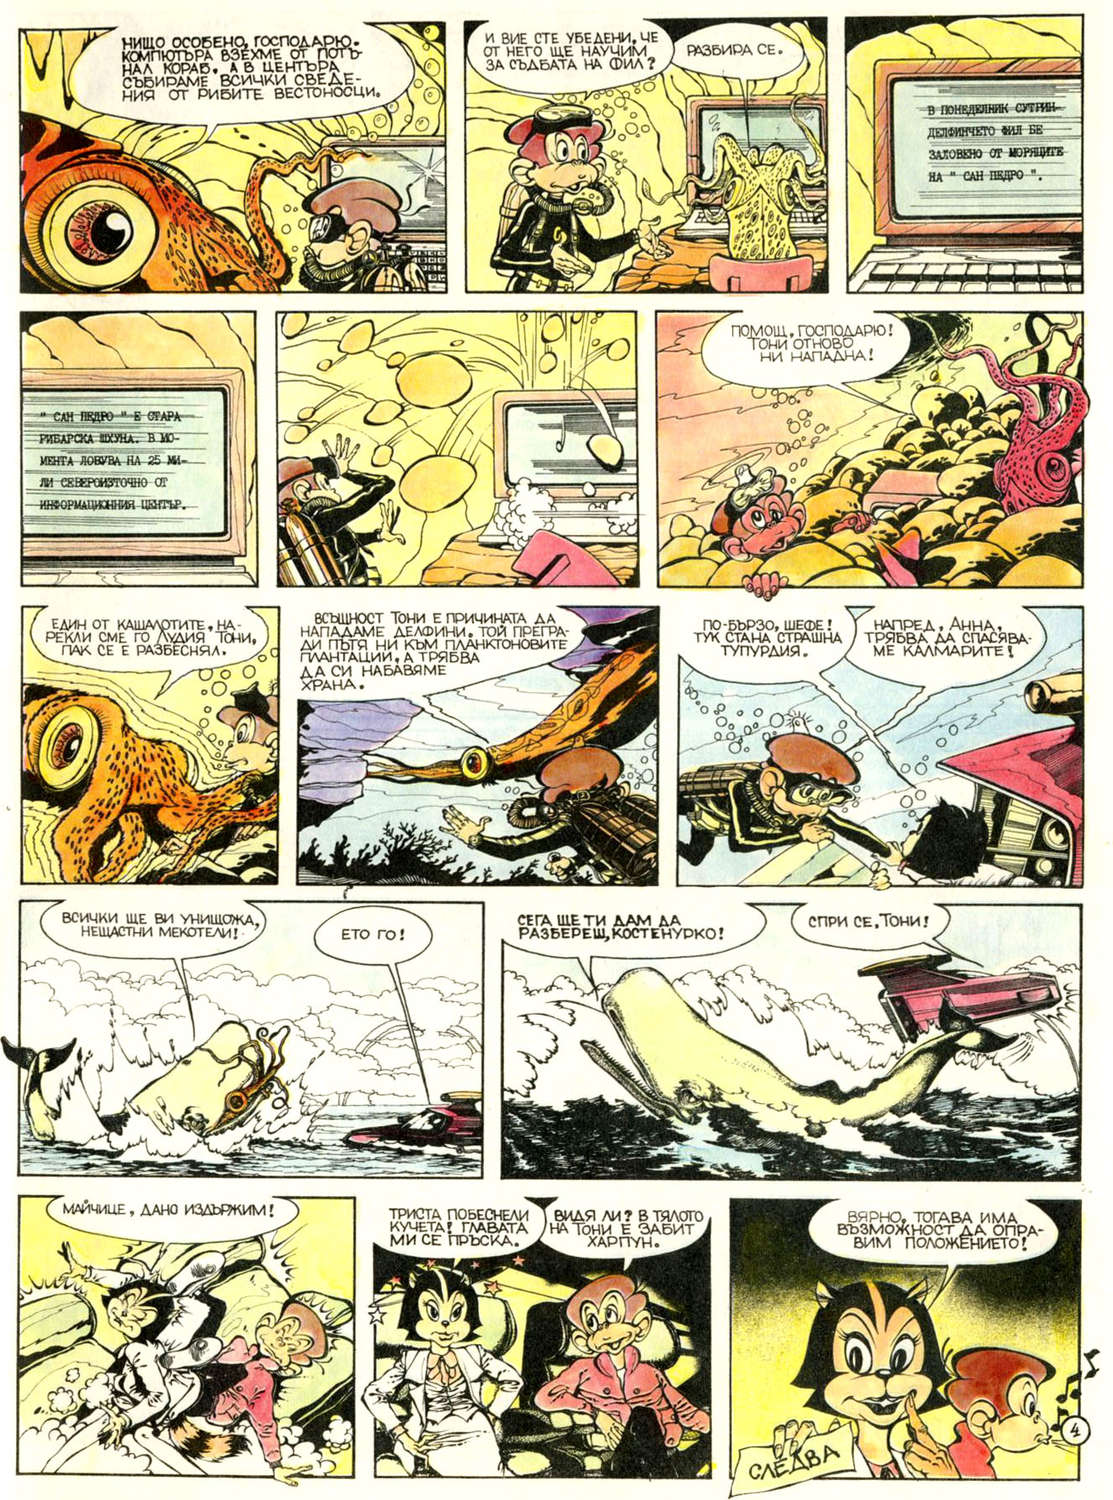 НИЩО ОСОБЕНО, ГОСПОДАРЮ.
КОМПЮТЪРА ВЗЕХМЕ ОТ ПОТЪ-
НАЛ КОРАБ. А В ЦЕНТЪРА
СЪБИРАМЕ ВСИЧКИ СВЕДЕ-
НИЯ ОТ РИБИТЕ ВЕСТОНОСЦИ.
И ВИЕ СТЕ УБЕДЕНИ, ЧЕ
ОТ НЕГО ЩЕ НАУЧИМ
ЗА СЪДБАТА НА ФИЛ?
РАЗБИРА СЕ.
В ПОНЕДЕЛНИК СУТРИН-
ДЕЛФИНЧЕТО ФИЛ БЕ
ЗАЛОВЕНО ОТ МОРЯЦИТЕ
НА " САН ПЕДРО ".
" САН ПЕДРО " Е СТАРА
РИБАРСКА ШХУНА. В МО-
МЕНТА ЛОВУВА НА 25 МИ-
ЛИ СЕВЕРОИЗТОЧНО ОТ
ИНФОРМАЦИОННИЯ ЦЕНТЪР.
ПОМОЩ, ГОСПОДАРЮ!
ТОНИ ОТНОВО
НИ НАПАДНА!
ЕДИН ОТ КАШАЛОТИТЕ, НА-
РЕКЛИ СМЕ ГО ЛУДИЯ ТОНИ,
ПАК СЕ Е РАЗБЕСНЯЛ.
ВСЪЩНОСТ ТОНИ Е ПРИЧИНАТА ДА
НАПАДАМЕ ДЕЛФИНИ. ТОЙ ПРЕГРА-
ДИ ПЪТЯ НИ КЪМ ПЛАНКТОНОВИТЕ
ПЛАНТАЦИИ, А ТРЯБВА
ДА СИ НАБАВЯМЕ
ХРАНА.
ПО-БЪРЗО, ШЕФЕ!
ТУК СТАНА СТРАШНА
ТУПУРДИЯ.
НАПРЕД, АННА,
ТРЯБВА ДА СПАСЯВА-
МЕ КАЛМАРИТЕ!
ВСИЧКИ ЩЕ ВИ УНИЩОЖА,
НЕЩАСТНИ МЕКОТЕЛИ!
ЕТО ГО!
СЕГА ЩЕ ТИ ДАМ ДА
РАЗБЕРЕШ, КОСТЕНУРКО!
СПРИ СЕ, ТОНИ!
МАЙЧИЦЕ, ДАНО ИЗДЪРЖИМ!
ТРИСТА ПОБЕСНЕЛИ
КУЧЕТА! ГЛАВАТА
МИ СЕ ПРЪСКА.
ВИДЯ ЛИ? В ТЯЛОТО
НА ТОНИ Е ЗАБИТ
ХАРПУН.
ВЯРНО, ТОГАВА ИМА
ВЪЗМОЖНОСТ ДА ОПРА-
ВИМ ПОЛОЖЕНИЕТО!
СЛЕДВА
4